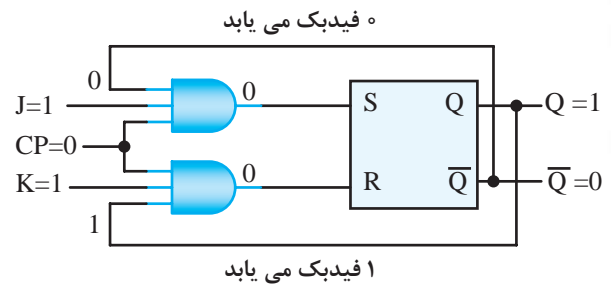 ۰ فیدبک می یابد
0
J=1
0
S
Q
Q =1
CP=0
K=1
0
R
Q̅
Q̅ =0
1
۱ فیدبک می یابد